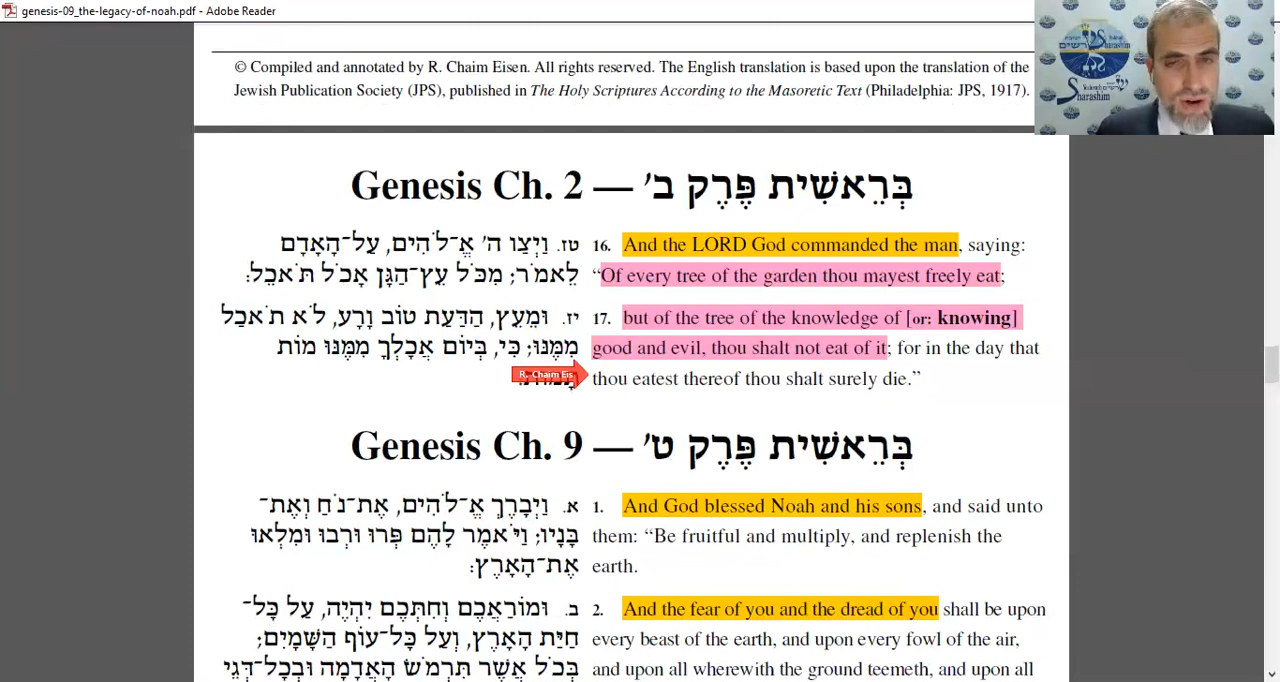 genesis-09_the-legacy-of-noah.pdf - Adobe Reader
© Compiled and annotated by R. Chaim Eisen. All rights reserved. The English translation is based upon the translation of the
Jewish Publication Society (JPS), published in The Holy Scriptures According to the Masoretic Text (Philadelphia: JPS, 1917).
Genesis Ch. 2 — בְּרֵאשִׁית פֶּרֶק ב׳
16. And the LORD God commanded the man, saying:
“Of every tree of the garden thou mayest freely eat;
17. but of the tree of the knowledge of [or: knowing]
good and evil, thou shalt not eat of it; for in the day that
thou eatest thereof thou shalt surely die.”
טז. וַיְצַו ה׳ אֱ־לֹהִים, עַל־הָאָדָם
לֵאמֹר; מִכֹּל עֵץ־הַגָּן אָכֹל תֹּאכֵל:
יז. וּמֵעֵץ, הַדַּעַת טוֹב וָרָע, לֹא תֹאכַל
מִמֶּנּוּ; כִּי, בְּיוֹם אֲכָלְךָ מִמֶּנּוּ מוֹת
R. Chaim Eis
Genesis Ch. 9 — בְּרֵאשִׁית פֶּרֶק ט׳
1. And God blessed Noah and his sons, and said unto
them: “Be fruitful and multiply, and replenish the
earth.
א. וַיְבָרֶךְ אֱ־לֹהִים, אֶת־נֹחַ וְאֶת־
בָּנָיו; וַיֹּאמֶר לָהֶם פְּרוּ וּרְבוּ וּמִלְאוּ
אֶת־הָאָרֶץ:
2. And the fear of you and the dread of you shall be upon
every beast of the earth, and upon every fowl of the air,
and upon all wherewith the ground teemeth, and upon all
ב. וּמוֹרַאֲכֶם וְחִתְּכֶם יִהְיֶה, עַל כָּל־
חַיַּת הָאָרֶץ, וְעַל כָּל־עוֹף הַשָּׁמָיִם;
בְּכֹל אֲשֶׁר תִּרְמֹשׂ הָאֲדָמָה וּבְכָל־דְּגֵי
Yeshivat
Sharashim
שרשים